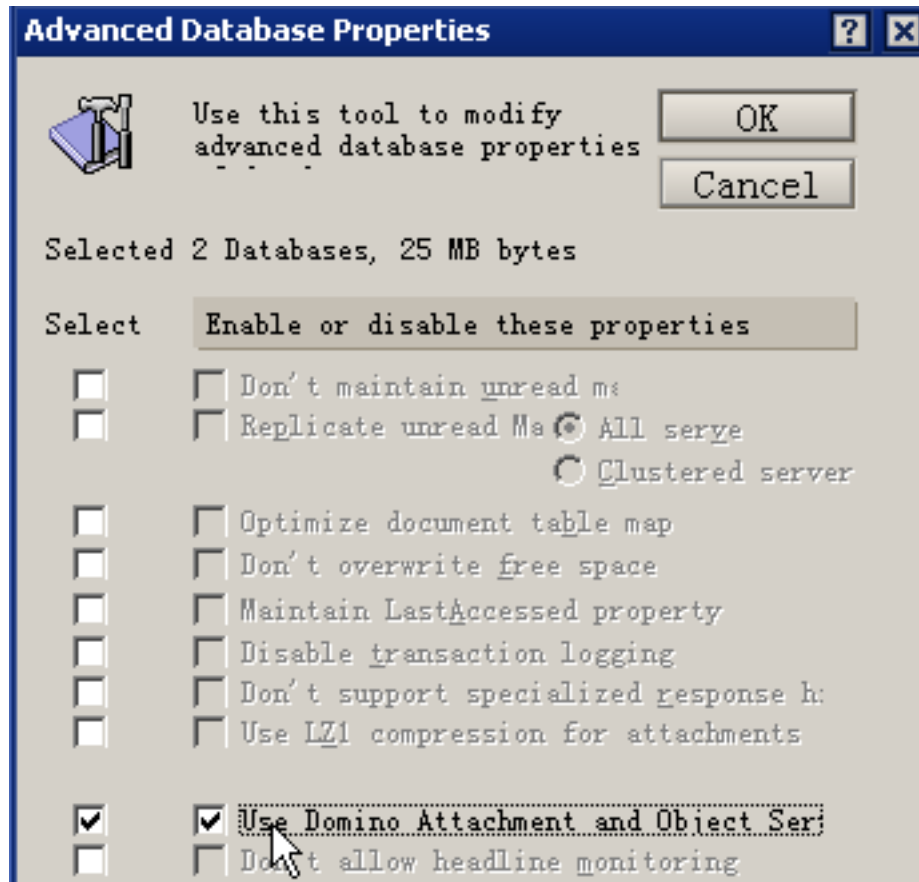 Advanced Database Properties
Use this tool to modify
advanced database properties
OK
Cancel
Selected 2 Databases, 25 MB bytes
Select Enable or disable these properties
Don't maintain unread
Replicate unread Ma All serve
Clustered server
Optimize document table map
Don't overwrite free space
Maintain LastAccessed property
Disable transaction logging
Don't support specialized response h
Use LZ1 compression for attachments
Use Domino Attachment and Object Ser
Don't allow headline monitoring